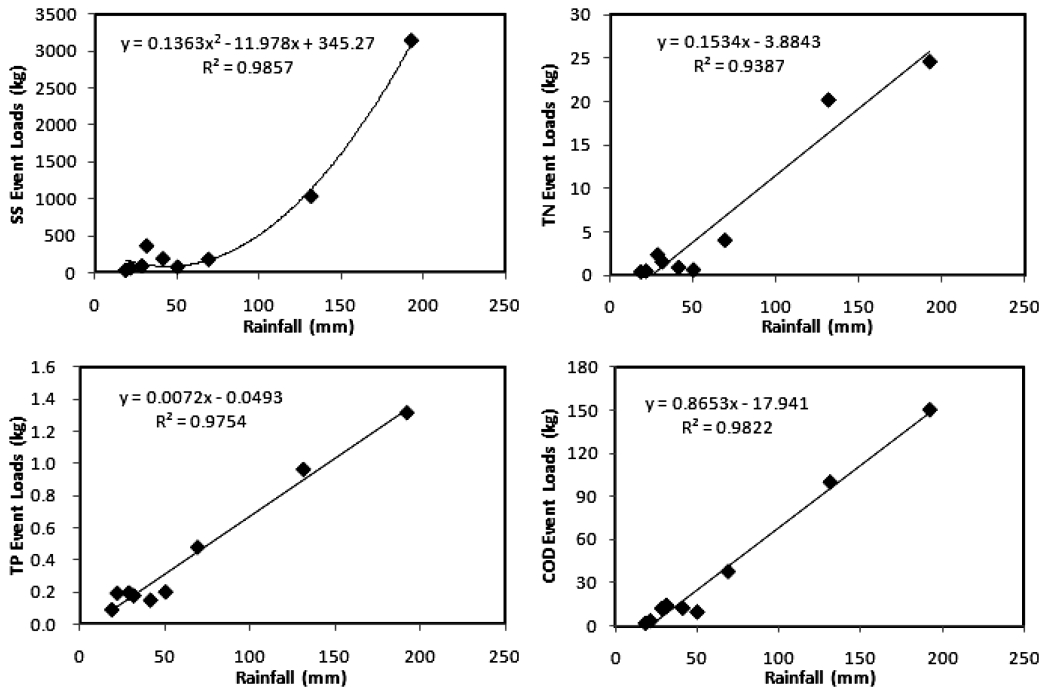 SS Event Loads (kg)
3500
3000
2500
2000
1500
1000
500
0
y = 0.1363x² - 11.978x + 345.27
R² = 0.9857
0 50 100 150 200 250
Rainfall (mm)
TN Event Loads (kg)
30
25
20
15
10
5
0
y = 0.1534x - 3.8843
R² = 0.9387
0 50 100 150 200 250
Rainfall (mm)
TP Event Loads (kg)
1.6
1.4
1.2
1.0
0.8
0.6
0.4
0.2
0.0
y = 0.0072x - 0.0493
R² = 0.9754
0 50 100 150 200 250
Rainfall (mm)
COD Event Loads (kg)
180
150
120
90
60
30
0
y = 0.8653x - 17.941
R² = 0.9822
0 50 100 150 200 250
Rainfall (mm)